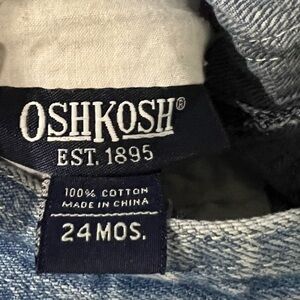 OSHKOSH®
EST. 1895
100% COTTON
MADE IN CHINA
24 MOS.